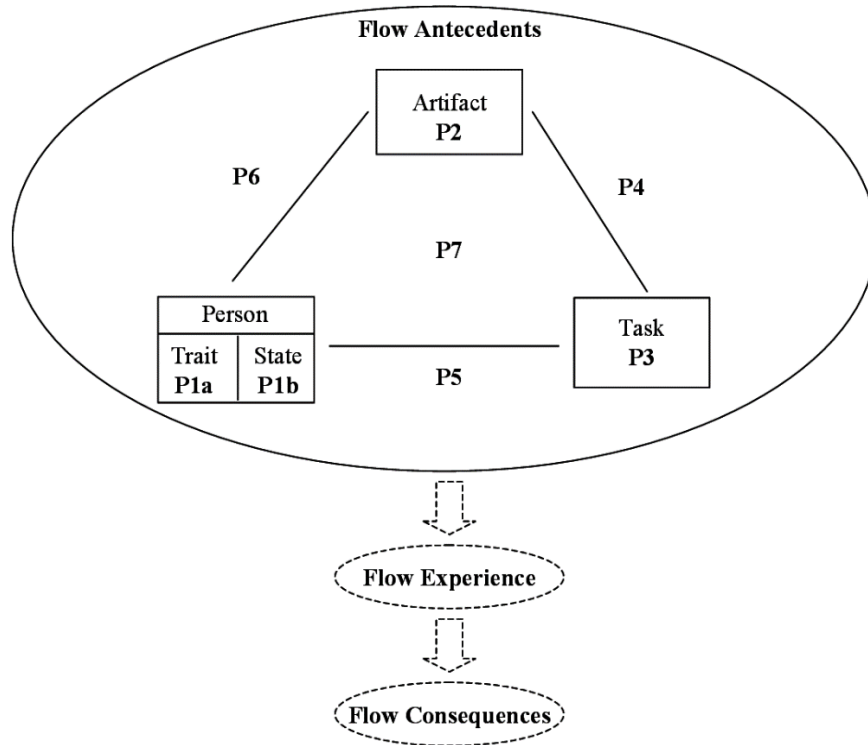 Flow Antecedents
Artifact
P2
P6
P4
P7
Person
Trait
P1a
State
P1b
Task
P3
P5
Flow Experience
Flow Consequences